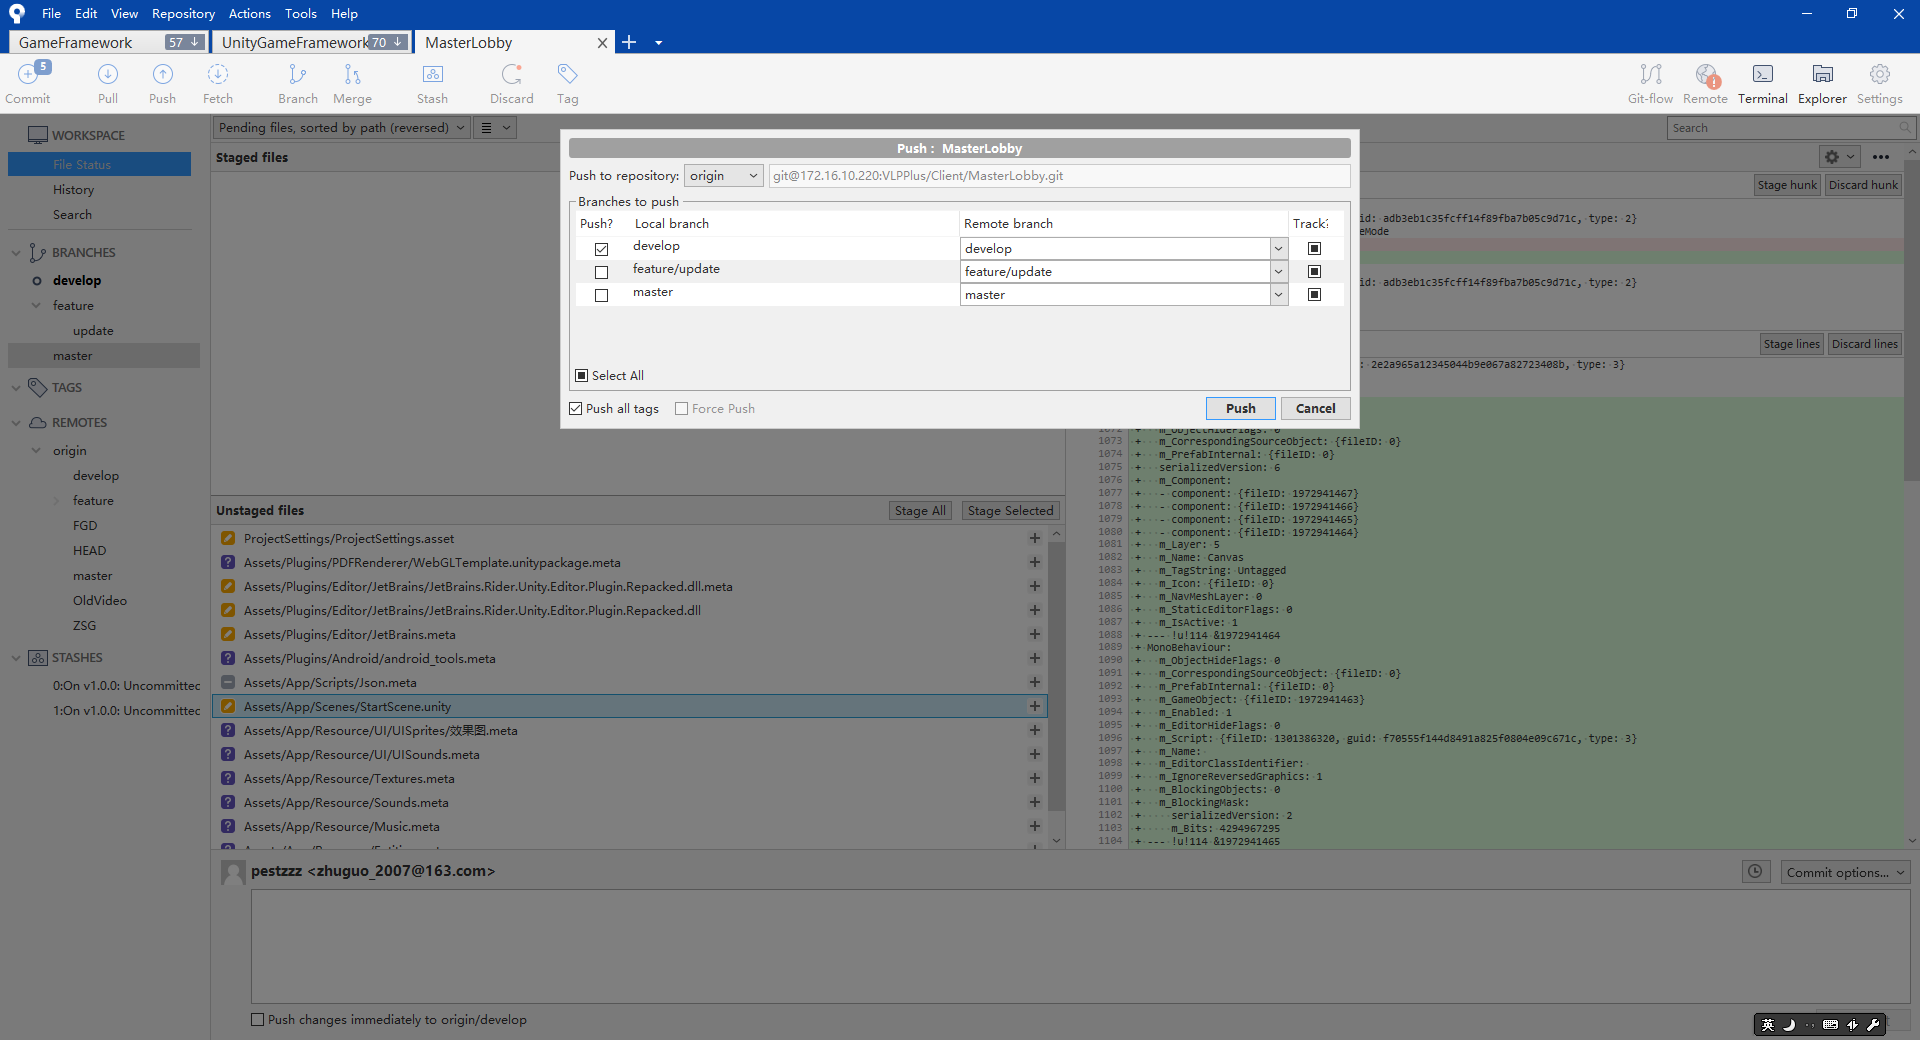 File Edit View Repository Actions Tools Help
GameFramework 57 ↓ UnityGameFramework 70 ↓ MasterLobby
5
Commit Pull Push Fetch Branch Merge Stash Discard Tag Git-flow Remote Terminal Explorer Settings
WORKSPACE
File Status
History
Search
BRANCHES
develop
feature
update
master
TAGS
REMOTES
origin
develop
feature
FGD
HEAD
master
OldVideo
ZSG
STASHES
0:On v1.0.0: Uncommittec
1:On v1.0.0: Uncommittec
Pending files, sorted by path (reversed)
Search
Staged files
Push : MasterLobby
Push to repository: origin git@172.16.10.220:VLPPlus/Client/MasterLobby.git
Branches to push
Push? Local branch Remote branch Track?
develop develop
feature/update feature/update
master master
Select All
Push all tags Force Push Push Cancel
Stage hunk Discard hunk
id: adb3eb1c35fcff14f89fba7b05c9d71c, type: 2}
eMode
id: adb3eb1c35fcff14f89fba7b05c9d71c, type: 2}
Stage lines Discard lines
: 2e2a965a12345044b9e067a82723408b, type: 3}
1072 + m_ObjectHideFlags: 0
1073 + m_CorrespondingSourceObject: {fileID: 0}
1074 + m_PrefabInternal: {fileID: 0}
1075 + serializedVersion: 6
1076 + m_Component:
1077 + - component: {fileID: 1972941467}
1078 + - component: {fileID: 1972941466}
1079 + - component: {fileID: 1972941465}
1080 + - component: {fileID: 1972941464}
1081 + m_Layer: 5
1082 + m_Name: Canvas
1083 + m_TagString: Untagged
1084 + m_Icon: {fileID: 0}
1085 + m_NavMeshLayer: 0
1086 + m_StaticEditorFlags: 0
1087 + m_IsActive: 1
1088 + --- !u!114 &1972941464
1089 + MonoBehaviour:
1090 + m_ObjectHideFlags: 0
1091 + m_CorrespondingSourceObject: {fileID: 0}
1092 + m_PrefabInternal: {fileID: 0}
1093 + m_GameObject: {fileID: 1972941463}
1094 + m_Enabled: 1
1095 + m_EditorHideFlags: 0
1096 + m_Script: {fileID: 1301386320, guid: f70555f144d8491a825f0804e09c671c, type: 3}
1097 + m_Name:
1098 + m_EditorClassIdentifier:
1099 + m_IgnoreReversedGraphics: 1
1100 + m_BlockingObjects: 0
1101 + m_BlockingMask:
1102 + serializedVersion: 2
1103 + m_Bits: 4294967295
1104 + --- !u!114 &1972941465
Unstaged files Stage All Stage Selected
ProjectSettings/ProjectSettings.asset
Assets/Plugins/PDFRenderer/WebGLTemplate.unitypackage.meta
Assets/Plugins/Editor/JetBrains/JetBrains.Rider.Unity.Editor.Plugin.Repacked.dll.meta
Assets/Plugins/Editor/JetBrains/JetBrains.Rider.Unity.Editor.Plugin.Repacked.dll
Assets/Plugins/Editor/JetBrains.meta
Assets/Plugins/Android/android_tools.meta
Assets/App/Scripts/Json.meta
Assets/App/Scenes/StartScene.unity
Assets/App/Resource/UI/UISprites/效果图.meta
Assets/App/Resource/UI/UISounds.meta
Assets/App/Resource/Textures.meta
Assets/App/Resource/Sounds.meta
Assets/App/Resource/Music.meta
pestzzz <zhuguo_2007@163.com> Commit options...
Push changes immediately to origin/develop
英